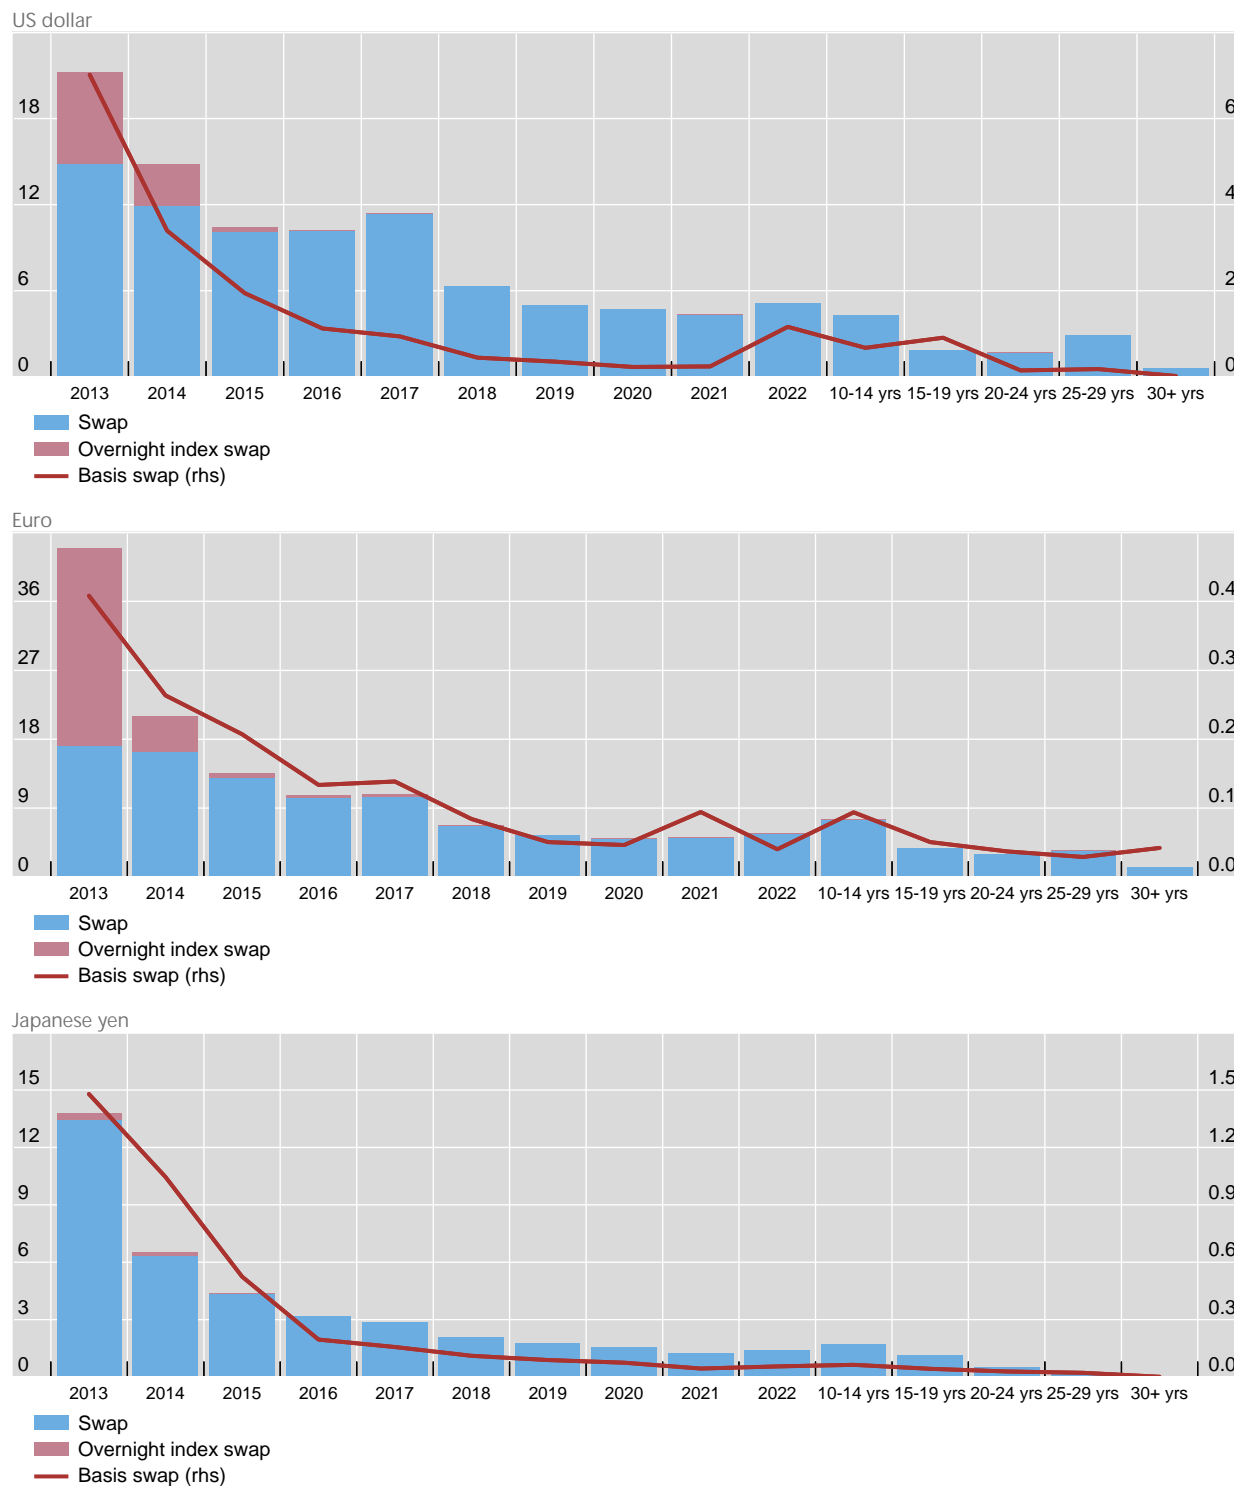 US dollar
18 6
12 4
6 2
0 0
2013 2014 2015 2016 2017 2018 2019 2020 2021 2022 10-14 yrs 15-19 yrs 20-24 yrs 25-29 yrs 30+ yrs
Swap
Overnight index swap
Basis swap (rhs)
Euro
36 0.4
27 0.3
18 0.2
9 0.1
0 0.0
2013 2014 2015 2016 2017 2018 2019 2020 2021 2022 10-14 yrs 15-19 yrs 20-24 yrs 25-29 yrs 30+ yrs
Swap
Overnight index swap
Basis swap (rhs)
Japanese yen
15 1.5
12 1.2
9 0.9
6 0.6
3 0.3
0 0.0
2013 2014 2015 2016 2017 2018 2019 2020 2021 2022 10-14 yrs 15-19 yrs 20-24 yrs 25-29 yrs 30+ yrs
Swap
Overnight index swap
Basis swap (rhs)